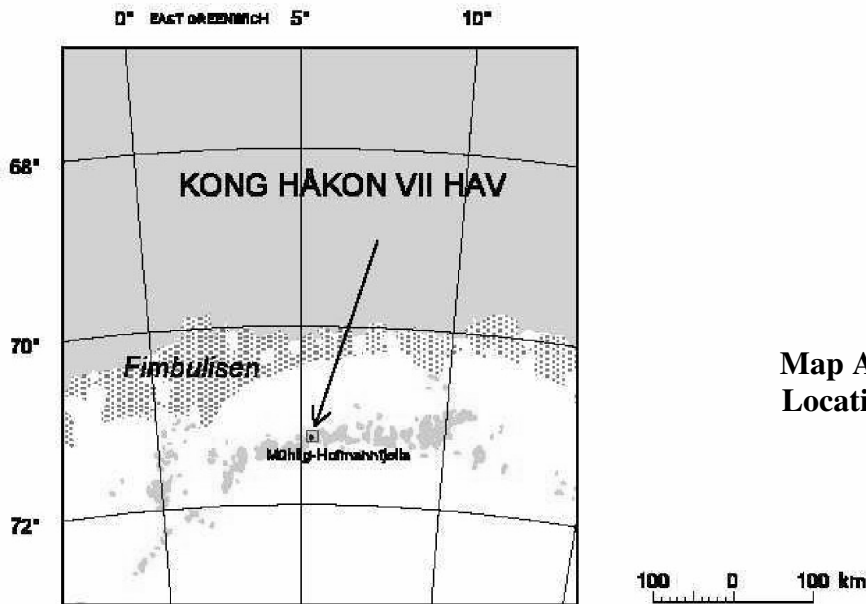 0° EAST GREENWICH 5° 10°
68°
KONG HÅKON VII HAV
70°
Fimbulisen
Map A
Locati
Mühlig-Hofmannfjella
72°
100 0 100 km